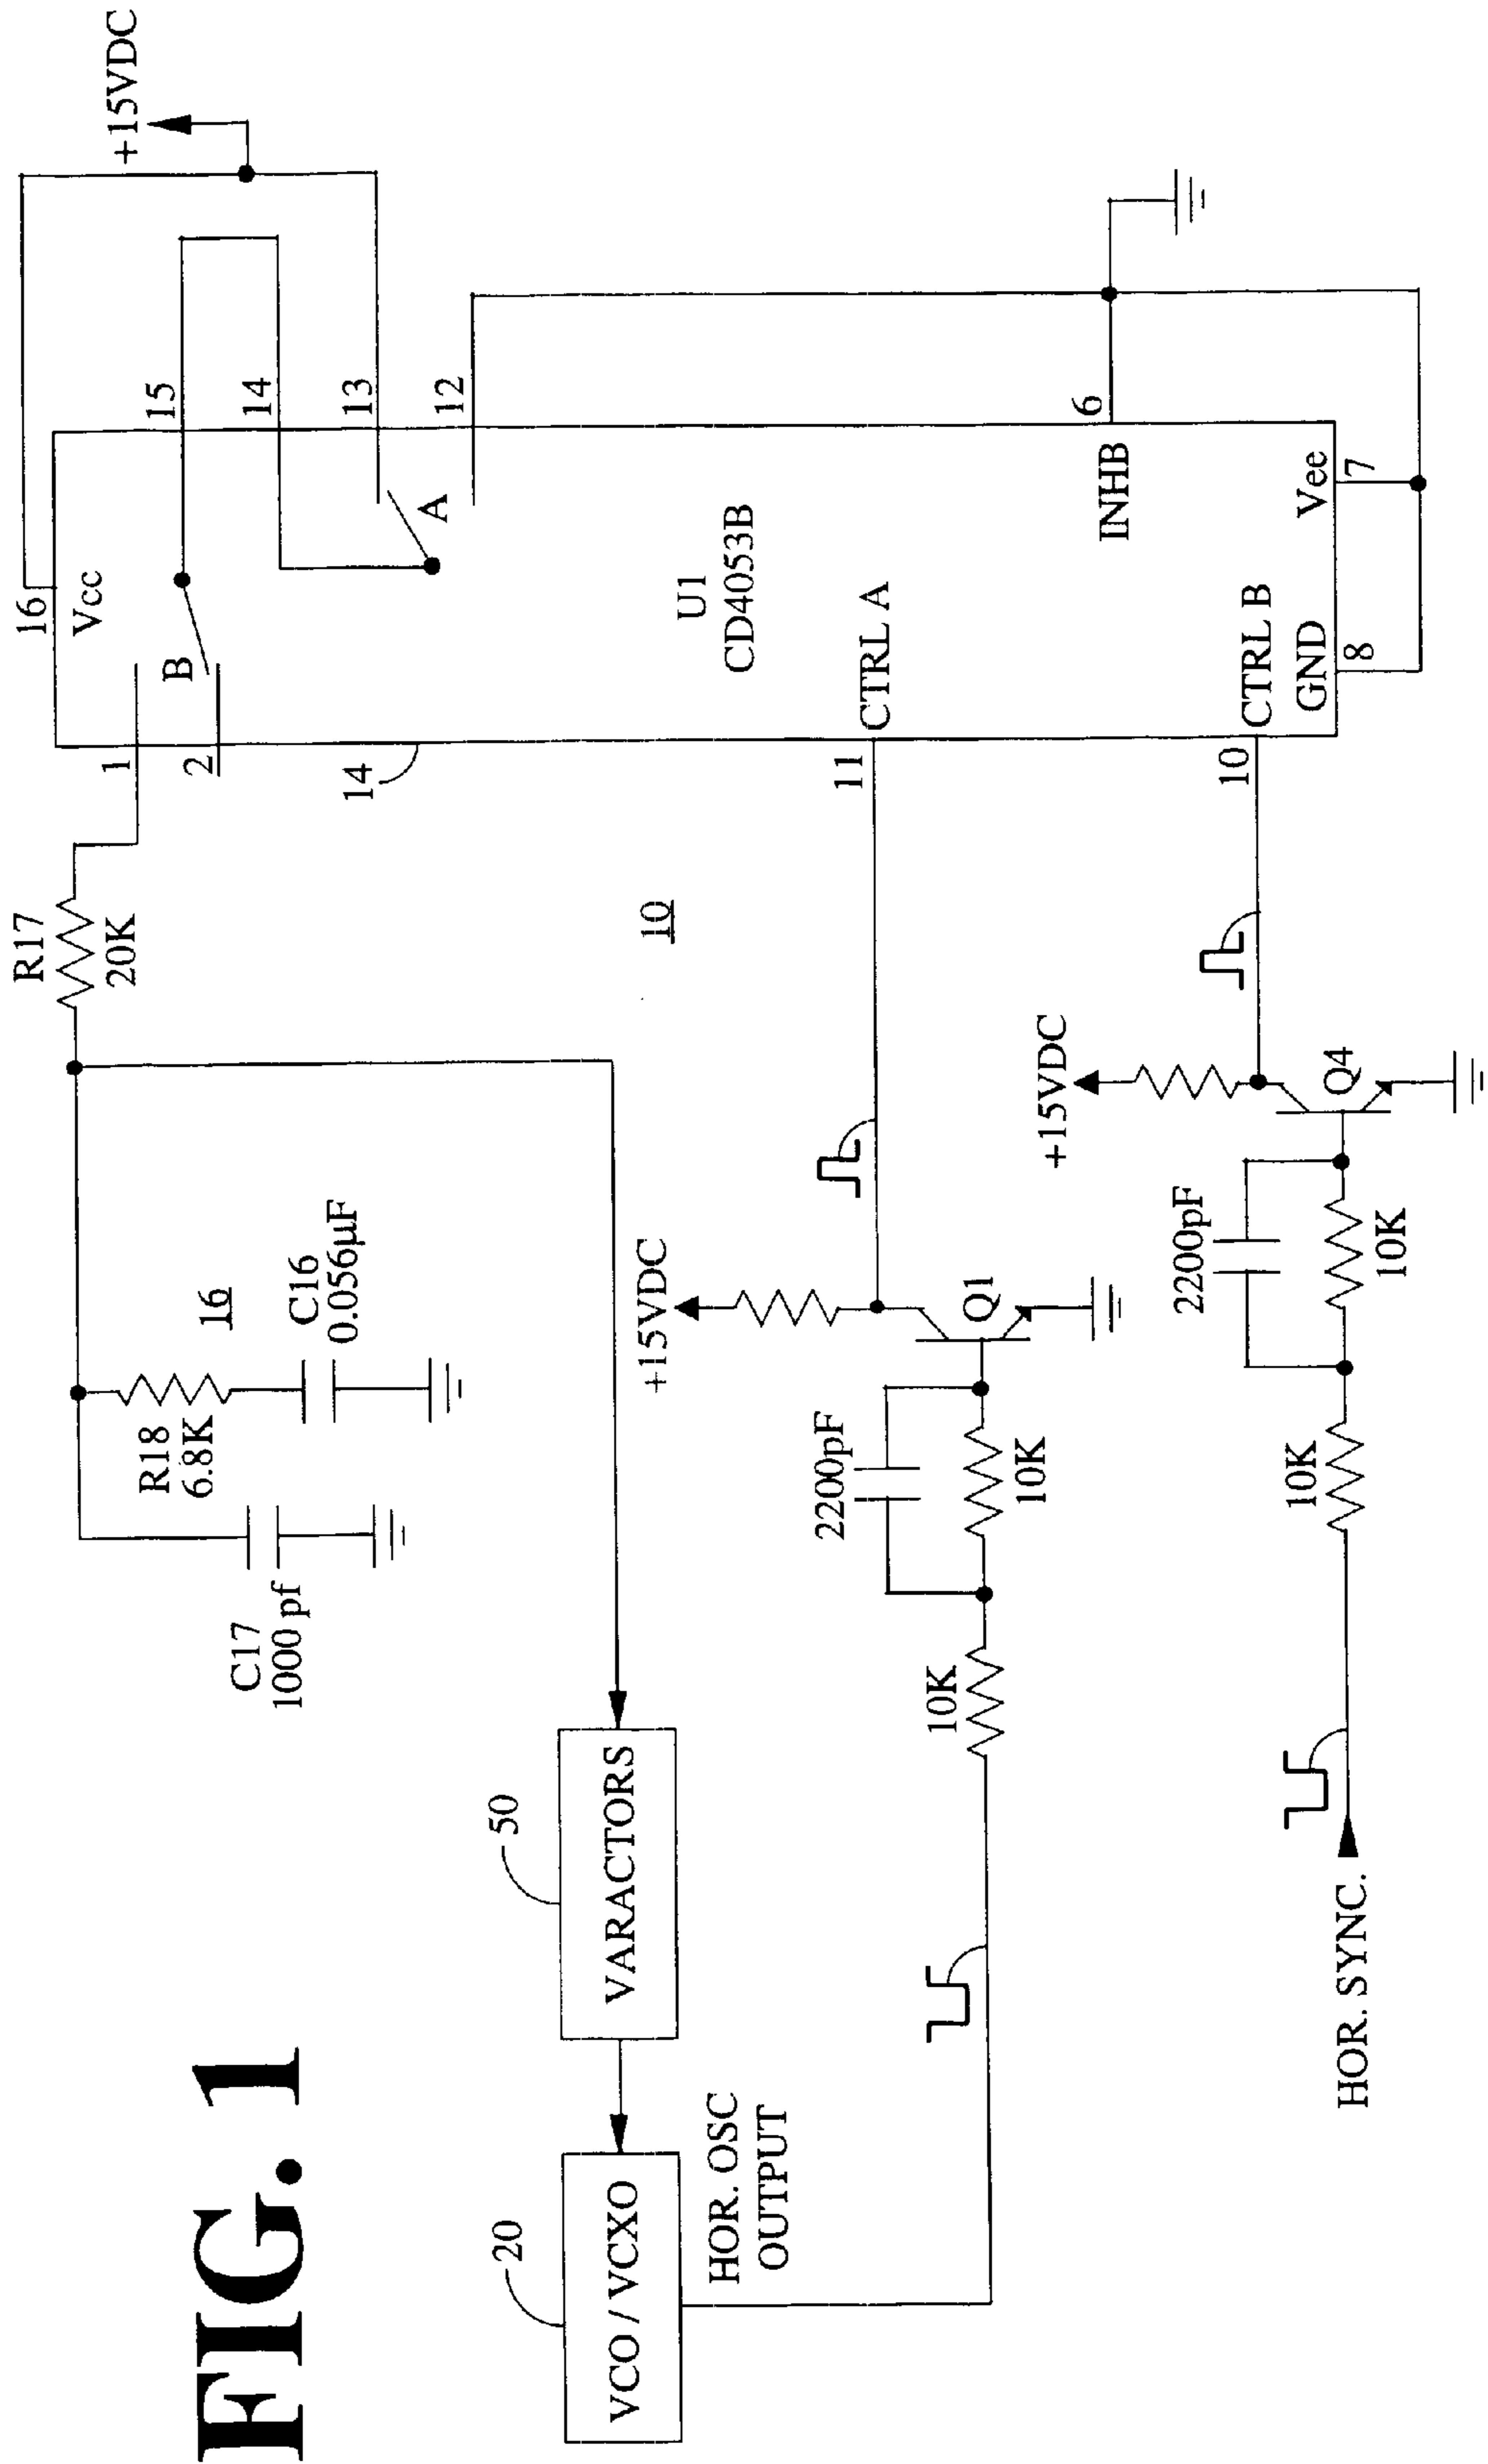 FIG. 1
C17
1000 pf
R18
6.8K
16
C16
0.056µF
R17
20K
16
Vcc
1
2
B
14
15
14
13
12
A
+15VDC
U1
CD4053B
10
20
VCO / VCXO
50
VARACTORS
HOR. OSC
OUTPUT
10K
2200pF
10K
+15VDC
Q1
11
CTRL A
INHB
6
HOR. SYNC.
10K
2200pF
10K
+15VDC
Q4
10
CTRL B
GND
8
Vee
7